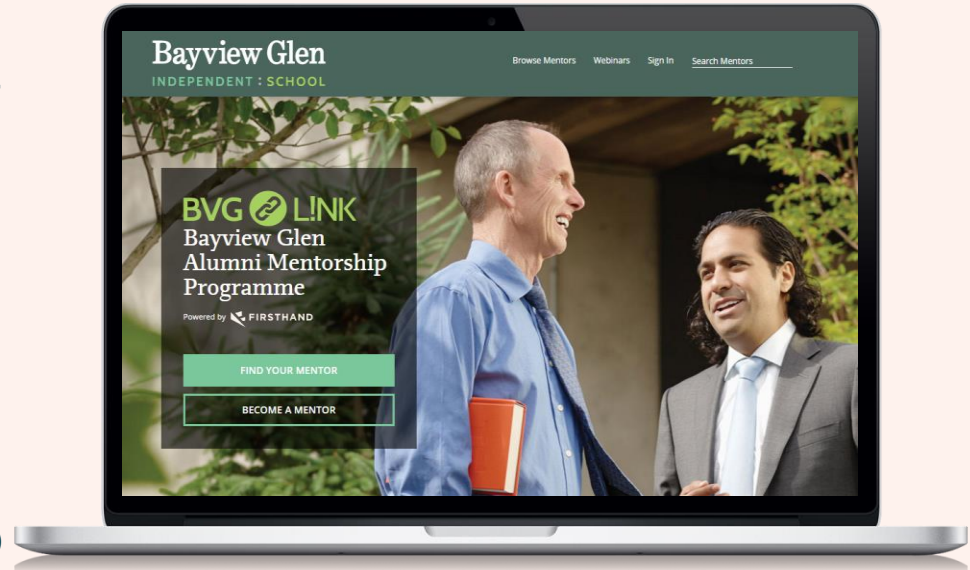 Bayview Glen
INDEPENDENT : SCHOOL
Browse Mentors Webinars Sign In Search Mentors
BVG L!NK
Bayview Glen
Alumni Mentorship
Programme
Powered by FIRSTHAND
FIND YOUR MENTOR
BECOME A MENTOR